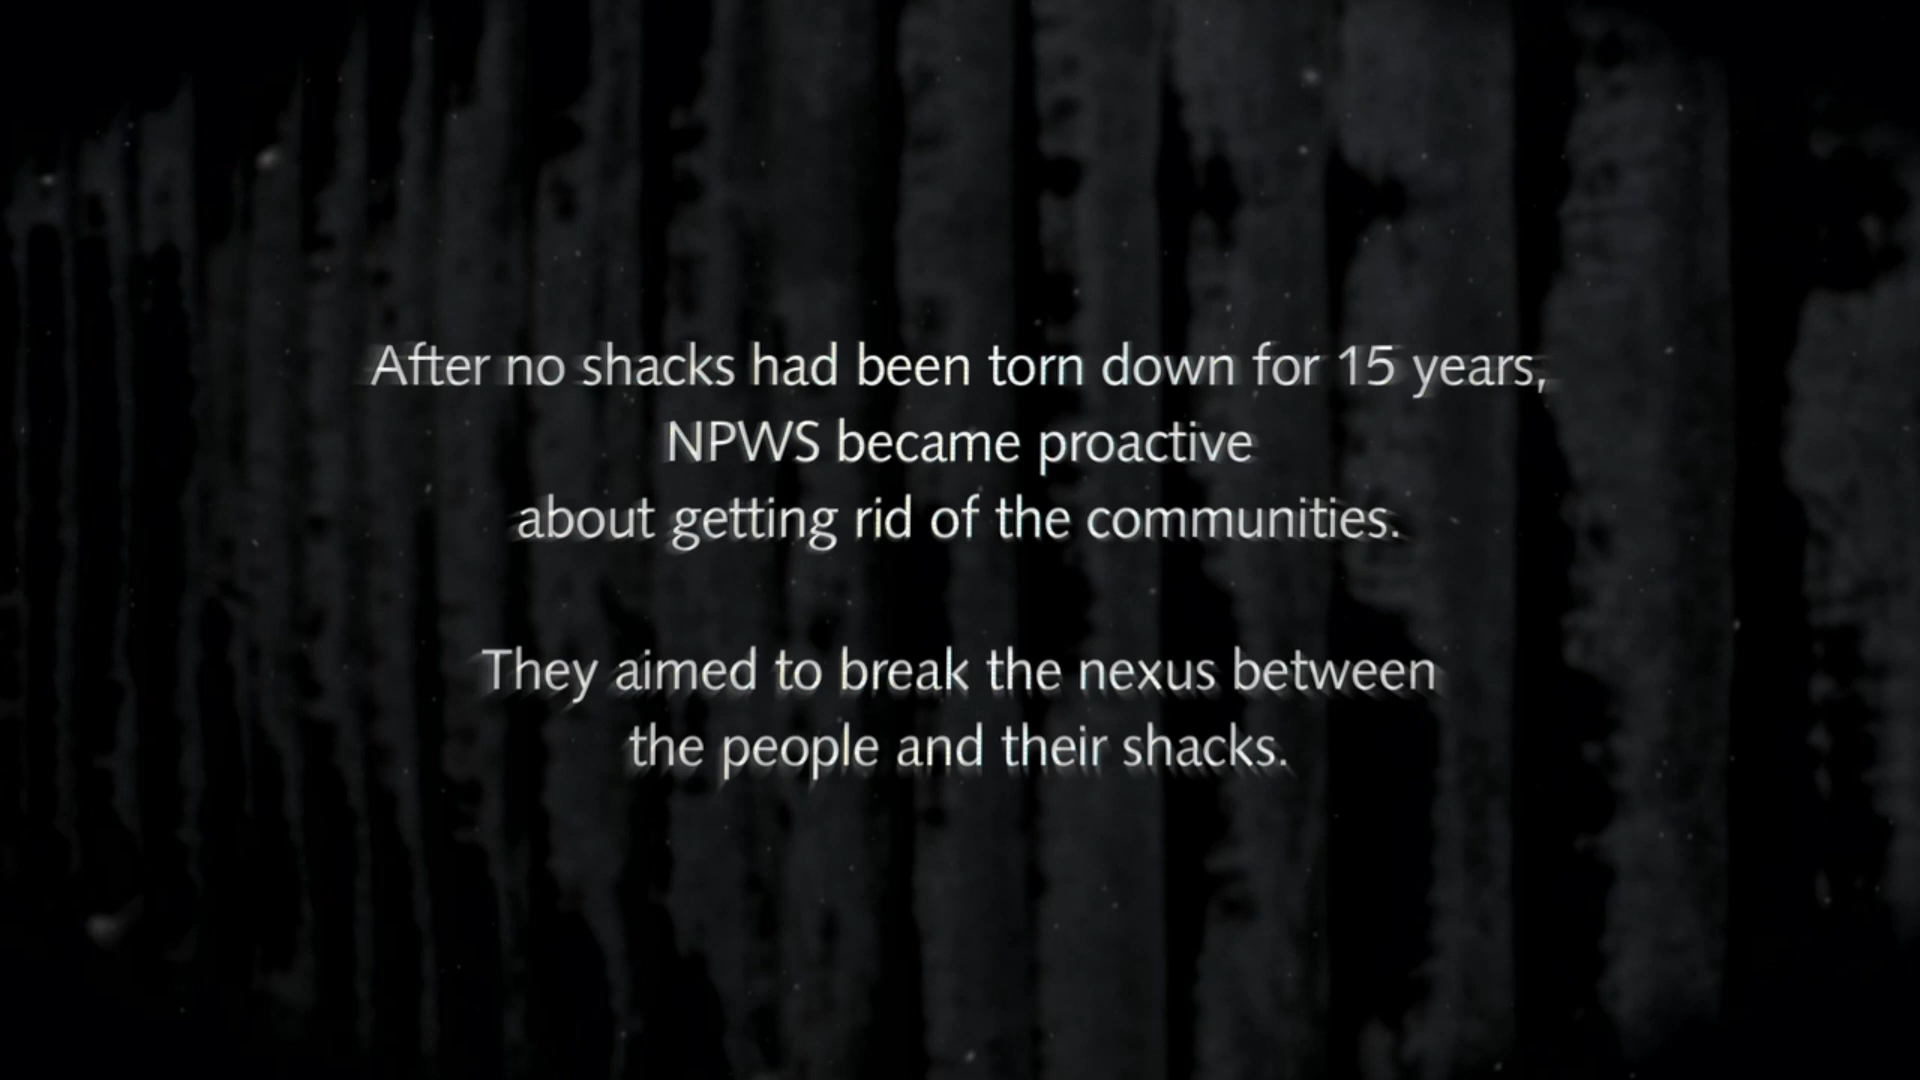 After no shacks had been torn down for 15 years,
NPWS became proactive
about getting rid of the communities.
They aimed to break the nexus between
the people and their shacks.